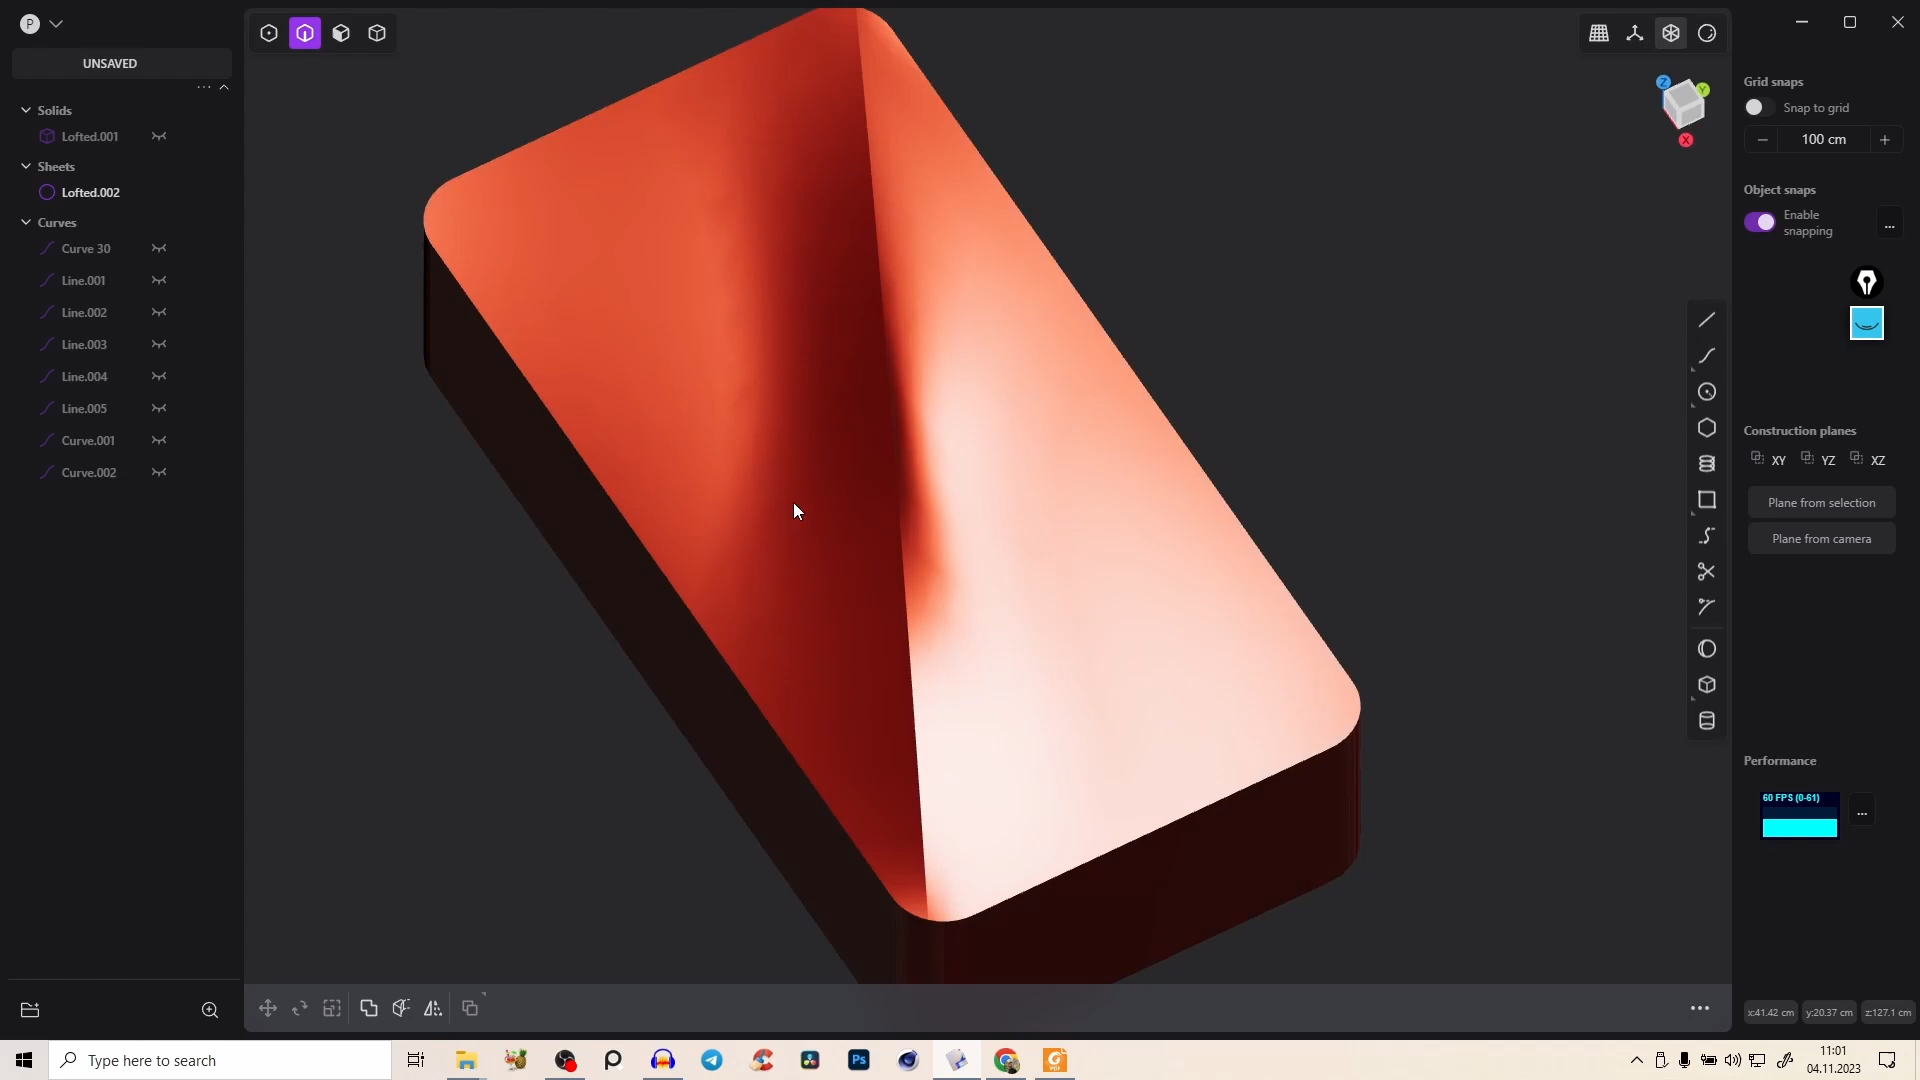 P
UNSAVED
Solids
Lofted.001
Sheets
Lofted.002
Curves
Curve 30
Line.001
Line.002
Line.003
Line.004
Line.005
Curve.001
Curve.002
Z
Y
X
Grid snaps
Snap to grid
100 cm
Object snaps
Enable
snapping
Construction planes
XY YZ XZ
Plane from selection
Plane from camera
Performance
60 FPS (0-61)
x:41.42 cm y:20.37 cm z:127.1 cm
Type here to search
Ps
11:01
04.11.2023